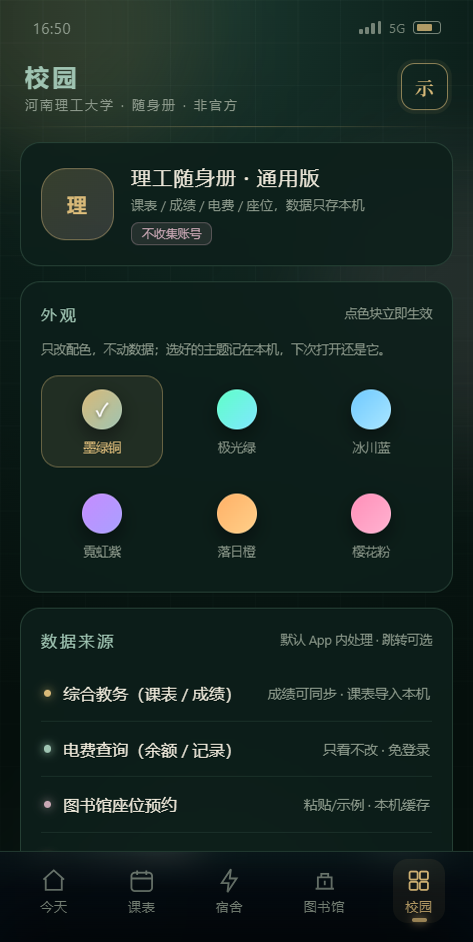 16:50
5G
校园
河南理工大学 · 随身册 · 非官方
示
理
理工随身册 · 通用版
课表 / 成绩 / 电费 / 座位，数据只存本机
不收集账号
外观
点色块立即生效
只改配色，不动数据；选好的主题记在本机，下次打开还是它。
墨绿铜
极光绿
冰川蓝
霓虹紫
落日橙
樱花粉
数据来源
默认 App 内处理 · 跳转可选
综合教务（课表 / 成绩）
成绩可同步 · 课表导入本机
电费查询（余额 / 记录）
只看不改 · 免登录
图书馆座位预约
粘贴/示例 · 本机缓存
今天
课表
宿舍
图书馆
校园